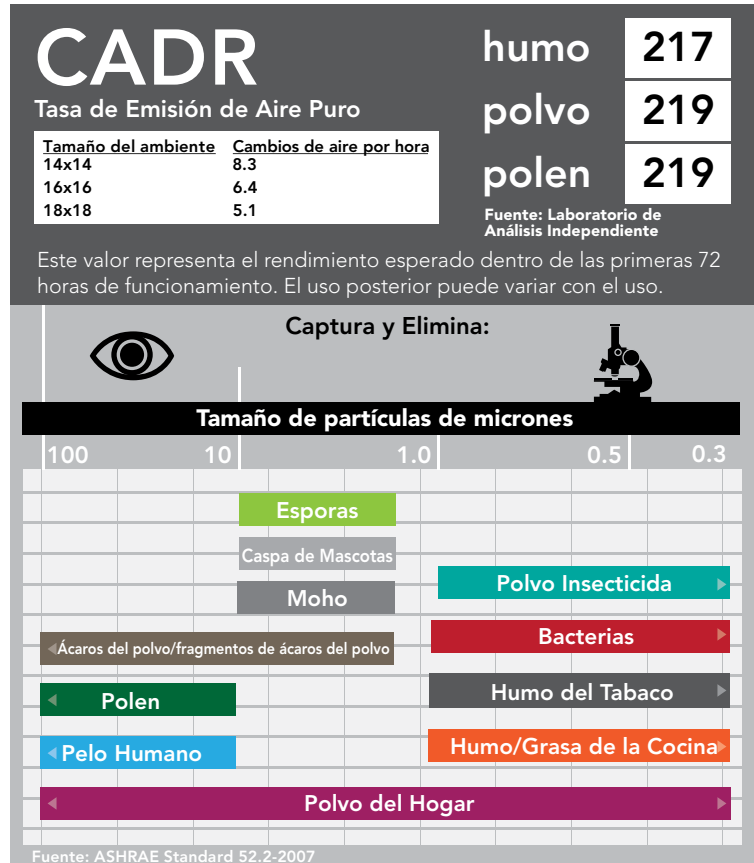 CADR
Tasa de Emisión de Aire Puro
Tamaño del ambiente Cambios de aire por hora
14x14 8.3
16x16 6.4
18x18 5.1
humo 217
polvo 219
polen 219
Fuente: Laboratorio de
Análisis Independiente
Este valor representa el rendimiento esperado dentro de las primeras 72
horas de funcionamiento. El uso posterior puede variar con el uso.
Captura y Elimina:
Tamaño de partículas de micrones
100 10 1.0 0.5 0.3
Esporas
Caspa de Mascotas
Polvo Insecticida
Moho
Bacterias
Ácaros del polvo/fragmentos de ácaros del polvo
Humo del Tabaco
Polen
Humo/Grasa de la Cocina
Pelo Humano
Polvo del Hogar
Fuente: ASHRAE Standard 52.2-2007